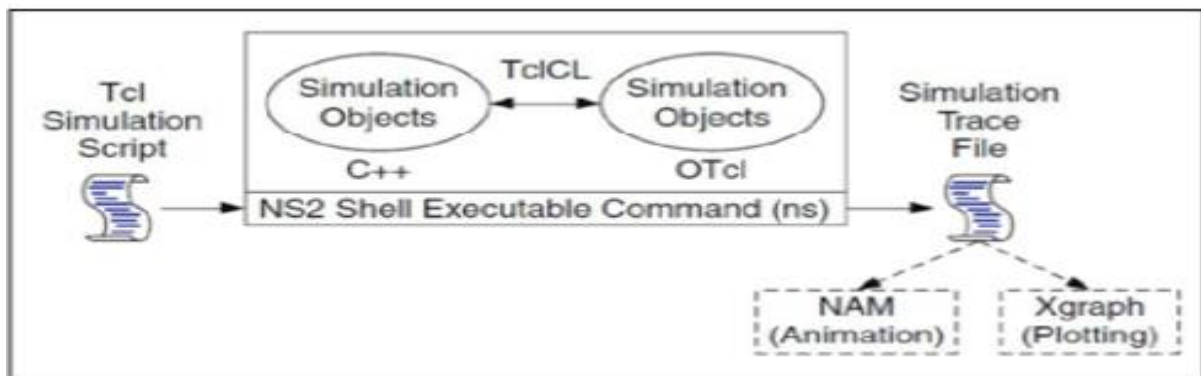 Tcl
Simulation
Script
Simulation
Objects
C++
TclCL
Simulation
Objects
OTcl
NS2 Shell Executable Command (ns)
Simulation
Trace
File
NAM
(Animation)
Xgraph
(Plotting)